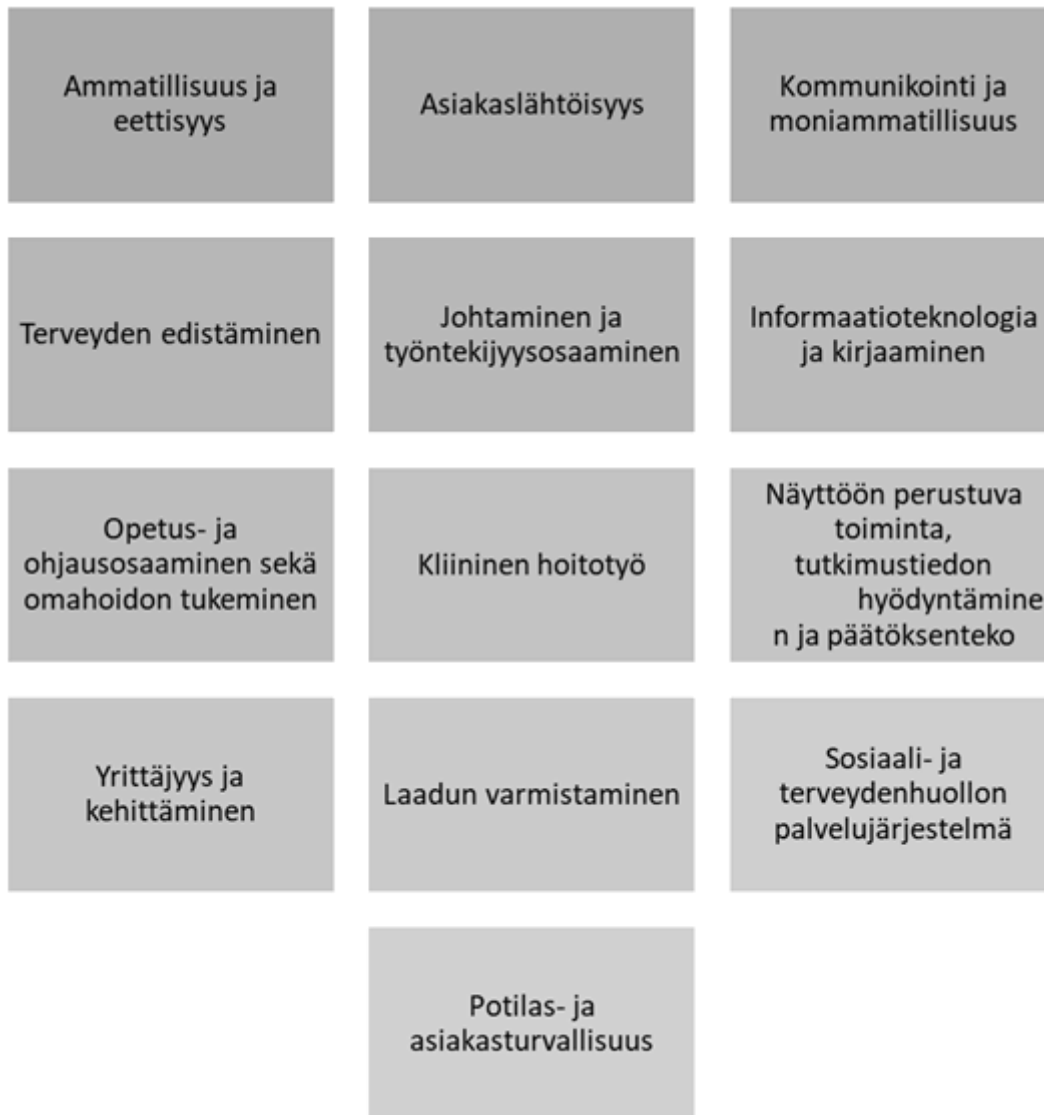 Ammatillisuus ja
eettisyys
Asiakaslähtöisyys
Kommunikointi ja
moniammatillisuus
Terveyden edistäminen
Johtaminen ja
työntekijyysosaaminen
Informaatioteknologia
ja kirjaaminen
Opetus- ja
ohjausosaaminen sekä
omahoidon tukeminen
Kliininen hoitotyö
Näyttöön perustuva
toiminta,
tutkimustiedon
hyödyntämine
n ja päätöksenteko
Yrittäjyys ja
kehittäminen
Laadun varmistaminen
Sosiaali- ja
terveydenhuollon
palvelujärjestelmä
Potilas- ja
asiakasturvallisuus